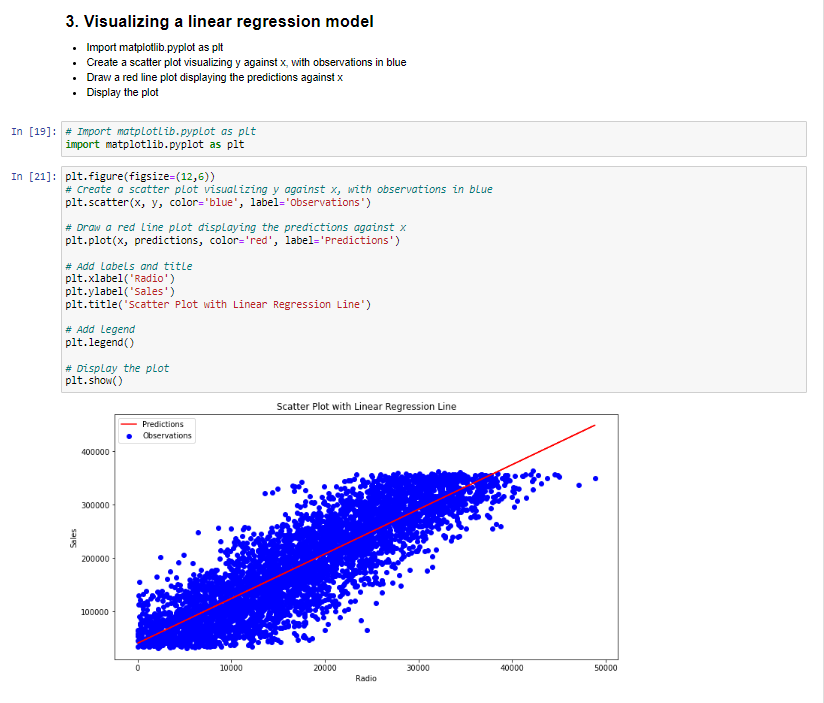 3. Visualizing a linear regression model
• Import matplotlib.pyplot as plt
• Create a scatter plot visualizing y against x, with observations in blue
• Draw a red line plot displaying the predictions against x
• Display the plot
In [19]: # Import matplotlib.pyplot as plt
import matplotlib.pyplot as plt
In [21]: plt.figure(figsize=(12,6))
# Create a scatter plot visualizing y against x, with observations in blue
plt.scatter(x, y, color='blue', label='Observations')
# Draw a red line plot displaying the predictions against x
plt.plot(x, predictions, color='red', label='Predictions')
# Add labels and title
plt.xlabel('Radio')
plt.ylabel('Sales')
plt.title('Scatter Plot with Linear Regression Line')
# Add Legend
plt.legend()
# Display the plot
plt.show()
Scatter Plot with Linear Regression Line
Predictions
Observations
400000
300000
200000
100000
Sales
0 10000 20000 30000 40000 50000
Radio